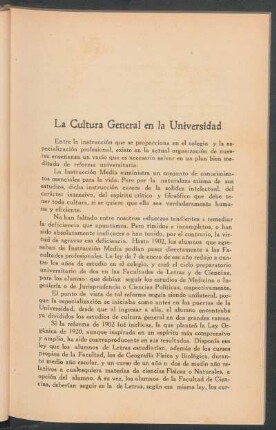 La Cultura General en la Universidad
Entre la instrucción que se proporciona en el colegio y la es-
pecialización profesional, existe en la actual organización de nues-
tra enseñanza un vacío que es necesario salvar en un plan bien me-
ditado de reforma universitaria.
La Instrucción Media suministra un conjunto de conocimien-
tos esenciales para la vida. Pero por la naturaleza misma de sus
estudios, dicha instrucción carece de la solidez intelectual, del
carácter intensivo, del espíritu crítico y filosófico que debe te-
ner toda cultura, si se quiere que ella sea verdaderamente huma-
na y eficiente.
No han faltado entre nosotros esfuerzos tendientes a remediar
la deficiencia que apuntamos. Pero tímidos e incompletos, o han
sido absolutamente ineficaces o han tenido, por el contrario, la vir-
tud de agravar esa deficiencia. Hasta 1902, los alumnos que egre-
saban de Instrucción Media podían pasar directamente a las Fa-
cultades profesionales. La ley de 7 de enero de ese año redujo a cua-
tro los años de estudio en el colegio, y creó el ciclo preparatorio
universitario de dos en las Facultades de Letras y de Ciencias,
para los alumnos que debían seguir los estudios de Medicina o In-
geniería o de Jurisprudencia o Ciencias Políticas, respectivamente.
El punto de vista de tal reforma seguía siendo unilateral, por-
que la especialización se iniciaba como antes en las puertas de la
Universidad, desde que al ingresar a ella, el alumno encontraba
ya divididos los estudios de cultura general en dos grandes ramas.
Si la reforma de 1902 fué ineficaz, la que planteó la Ley Or-
gánica de 1920, aunque inspirada en un espíritu más comprensivo
y amplio, ha sido contraproducente en sus resultados. Disponía esa
ley que los alumnos de Letras estudiarían, además de los cursos
propios de la Facultad, los de Geografía Física y Biológica, duran-
te medio año escolar, y un curso de un año o dos de medio año re-
lativos a cualesquiera materias de ciencias Físicas o Naturales, a
opción del alumno. A su vez, los alumnos de la Facultad de Cien-
cias, deberían seguir en la de Letras, según esa misma ley, los cur-